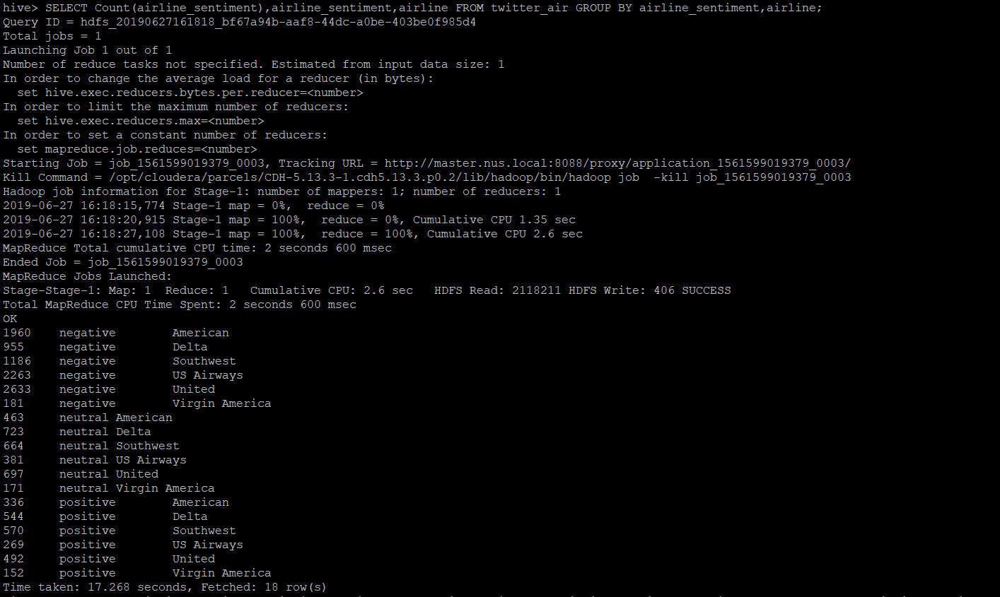 hive> SELECT Count(airline_sentiment),airline_sentiment,airline FROM twitter_air GROUP BY airline_sentiment,airline;
Query ID = hdfs_20190627161818_bf67a94b-aaf8-44dc-a0be-403be0f985d4
Total jobs = 1
Launching Job 1 out of 1
Number of reduce tasks not specified. Estimated from input data size: 1
In order to change the average load for a reducer (in bytes):
  set hive.exec.reducers.bytes.per.reducer=<number>
In order to limit the maximum number of reducers:
  set hive.exec.reducers.max=<number>
In order to set a constant number of reducers:
  set mapreduce.job.reduces=<number>
Starting Job = job_1561599019379_0003, Tracking URL = http://master.nus.local:8088/proxy/application_1561599019379_0003/
Kill Command = /opt/cloudera/parcels/CDH-5.13.3-1.cdh5.13.3.p0.2/lib/hadoop/bin/hadoop job  -kill job_1561599019379_0003
Hadoop job information for Stage-1: number of mappers: 1; number of reducers: 1
2019-06-27 16:18:15,774 Stage-1 map = 0%,  reduce = 0%
2019-06-27 16:18:20,915 Stage-1 map = 100%,  reduce = 0%, Cumulative CPU 1.35 sec
2019-06-27 16:18:27,108 Stage-1 map = 100%,  reduce = 100%, Cumulative CPU 2.6 sec
MapReduce Total cumulative CPU time: 2 seconds 600 msec
Ended Job = job_1561599019379_0003
MapReduce Jobs Launched:
Stage-Stage-1: Map: 1  Reduce: 1   Cumulative CPU: 2.6 sec   HDFS Read: 2118211 HDFS Write: 406 SUCCESS
Total MapReduce CPU Time Spent: 2 seconds 600 msec
OK
1960    negative        American
955     negative        Delta
1186    negative        Southwest
2263    negative        US Airways
2633    negative        United
181     negative        Virgin America
463     neutral American
723     neutral Delta
664     neutral Southwest
381     neutral US Airways
697     neutral United
171     neutral Virgin America
336     positive        American
544     positive        Delta
570     positive        Southwest
269     positive        US Airways
492     positive        United
152     positive        Virgin America
Time taken: 17.268 seconds, Fetched: 18 row(s)